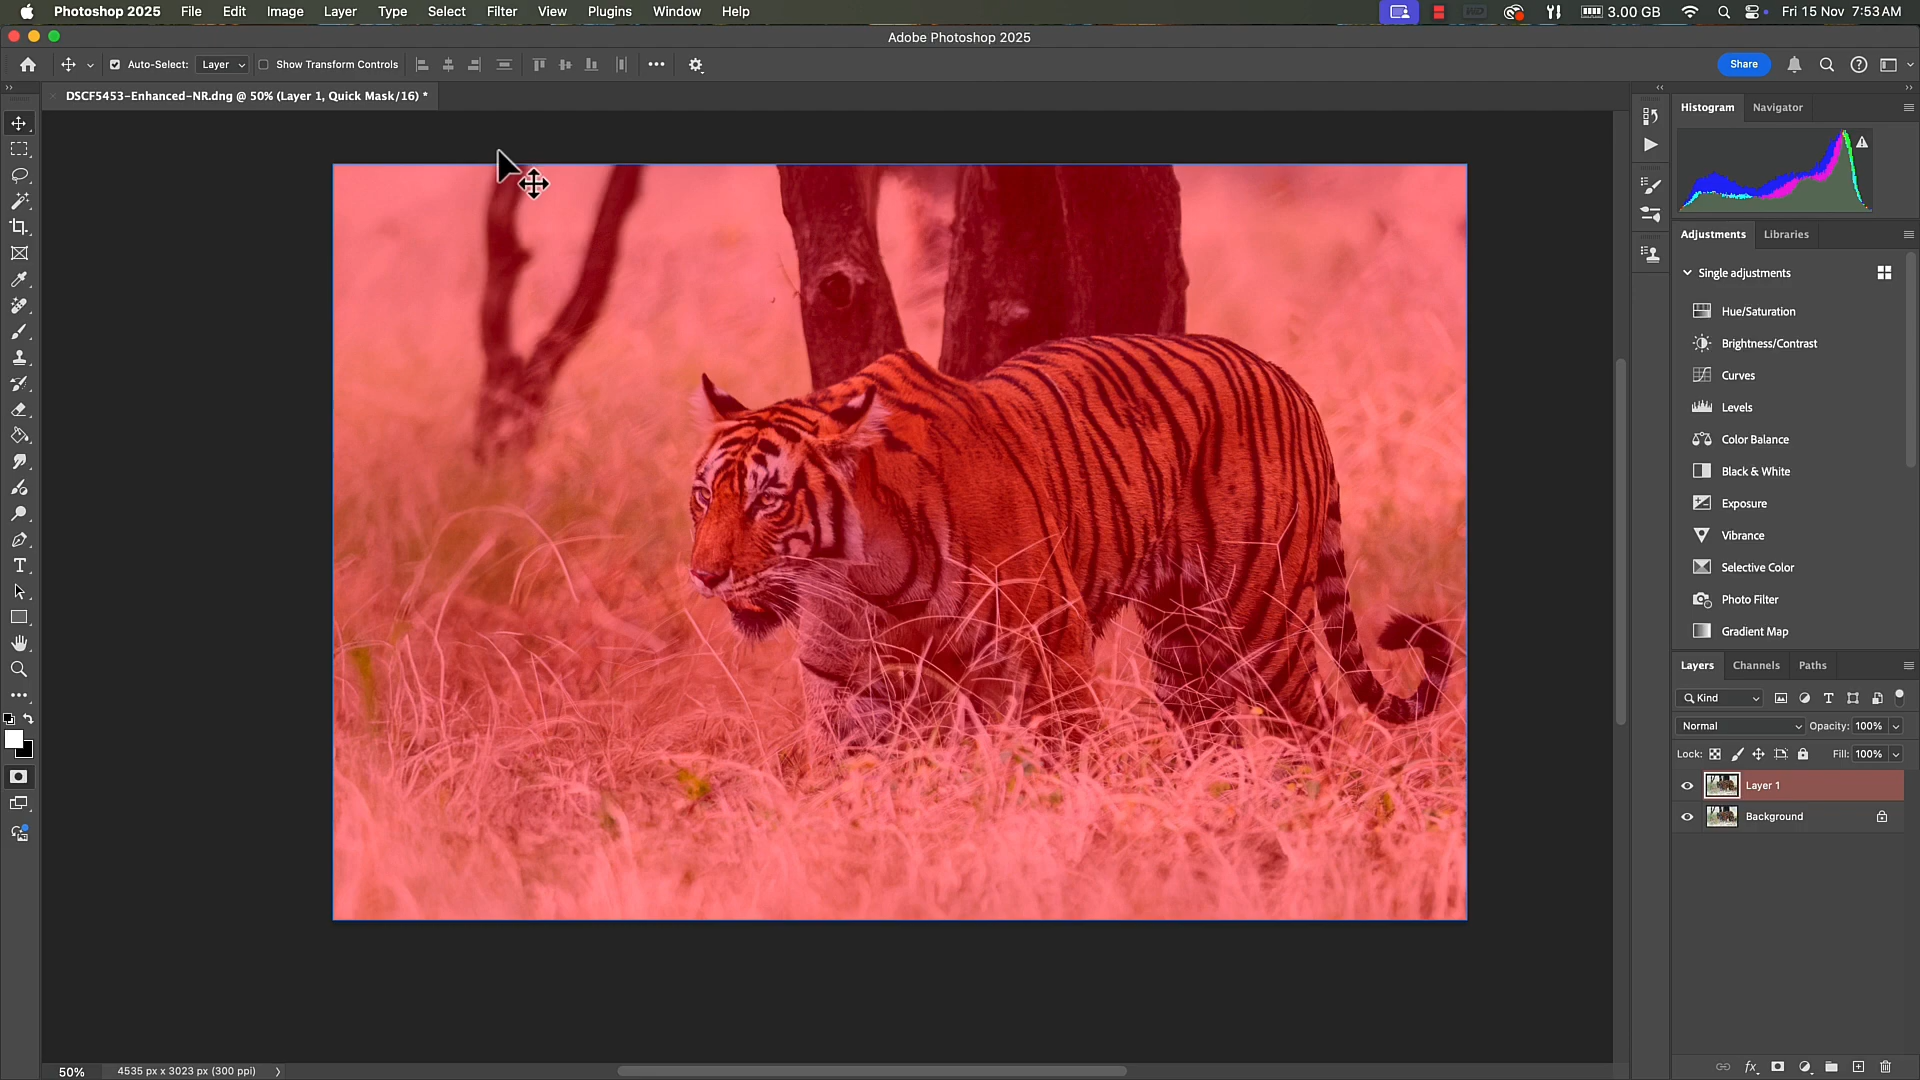 Photoshop 2025 File Edit Image Layer Type Select Filter View Plugins Window Help 3.00 GB Fri 15 Nov 7:53 AM
Adobe Photoshop 2025
Auto-Select: Layer Show Transform Controls Share
DSCF5453-Enhanced-NR.dng @ 50% (Layer 1, Quick Mask/16) *
Histogram Navigator
Adjustments Libraries
Single adjustments
Hue/Saturation
Brightness/Contrast
Curves
Levels
Color Balance
Black & White
Exposure
Vibrance
Selective Color
Photo Filter
Gradient Map
Layers Channels Paths
Kind
Normal Opacity: 100%
Lock: Fill: 100%
Layer 1
Background
50% 4535 px x 3023 px (300 ppi)